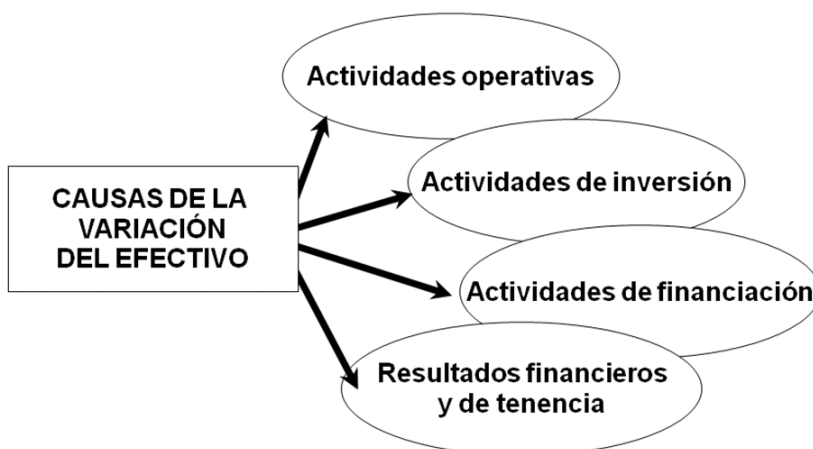 CAUSAS DE LA
VARIACIÓN
DEL EFECTIVO
Actividades operativas
Actividades de inversión
Actividades de financiación
Resultados financieros
y de tenencia